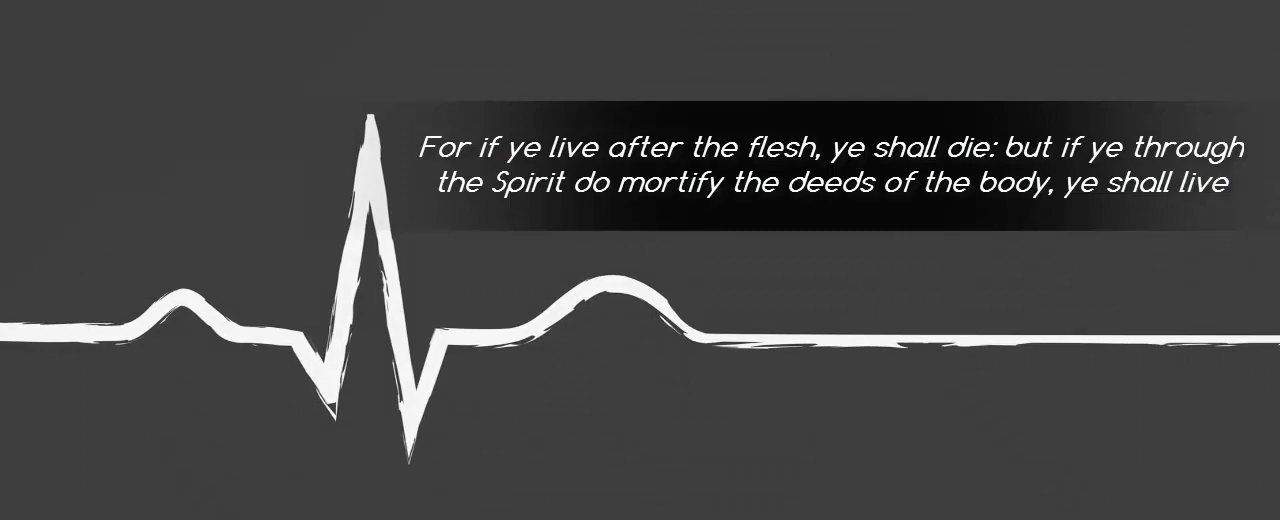 For if ye live after the flesh, ye shall die: but if ye through
the Spirit do mortify the deeds of the body, ye shall live